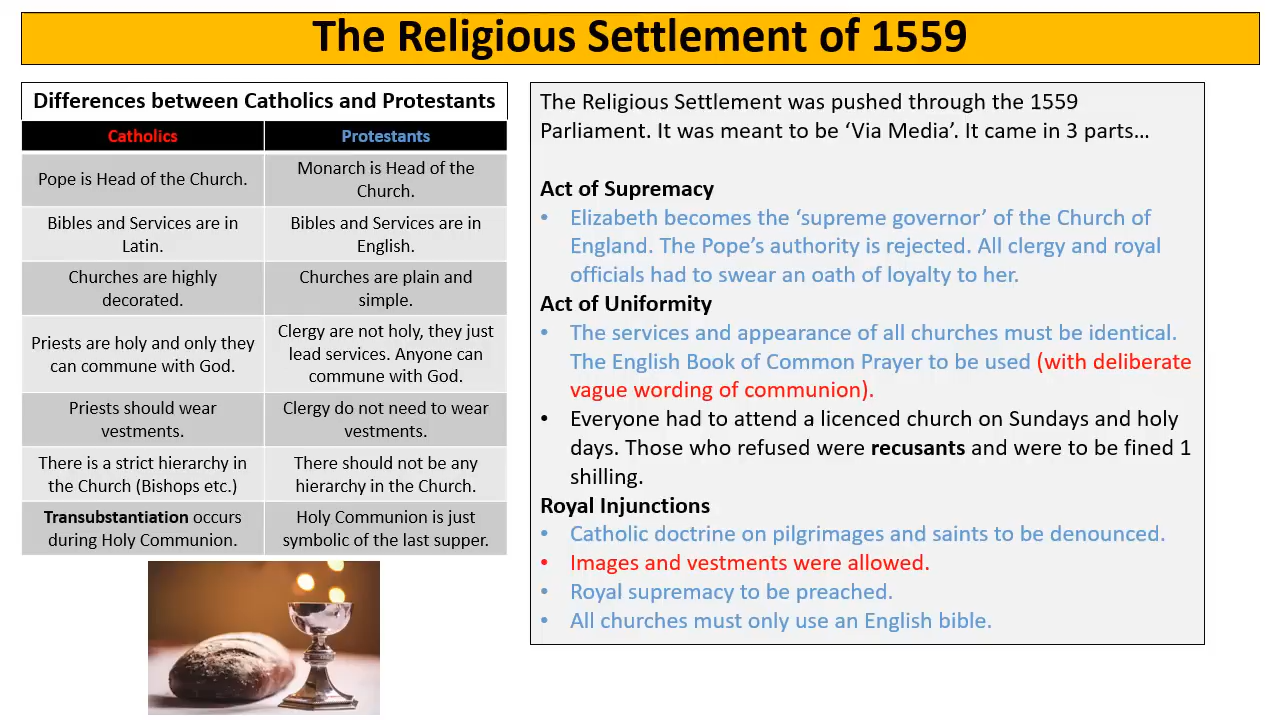 The Religious Settlement of 1559
Differences between Catholics and Protestants
Catholics
Protestants
Pope is Head of the Church.
Monarch is Head of the
Church.
Bibles and Services are in
Latin.
Bibles and Services are in
English.
Churches are highly
decorated.
Churches are plain and
simple.
Priests are holy and only they
can commune with God.
Clergy are not holy, they just
lead services. Anyone can
commune with God.
Priests should wear
vestments.
Clergy do not need to wear
vestments.
There is a strict hierarchy in
the Church (Bishops etc.)
There should not be any
hierarchy in the Church.
Transubstantiation occurs
during Holy Communion.
Holy Communion is just
symbolic of the last supper.
The Religious Settlement was pushed through the 1559
Parliament. It was meant to be ‘Via Media’. It came in 3 parts…
Act of Supremacy
• Elizabeth becomes the ‘supreme governor’ of the Church of
England. The Pope’s authority is rejected. All clergy and royal
officials had to swear an oath of loyalty to her.
Act of Uniformity
• The services and appearance of all churches must be identical.
The English Book of Common Prayer to be used (with deliberate
vague wording of communion).
• Everyone had to attend a licenced church on Sundays and holy
days. Those who refused were recusants and were to be fined 1
shilling.
Royal Injunctions
• Catholic doctrine on pilgrimages and saints to be denounced.
• Images and vestments were allowed.
• Royal supremacy to be preached.
• All churches must only use an English bible.